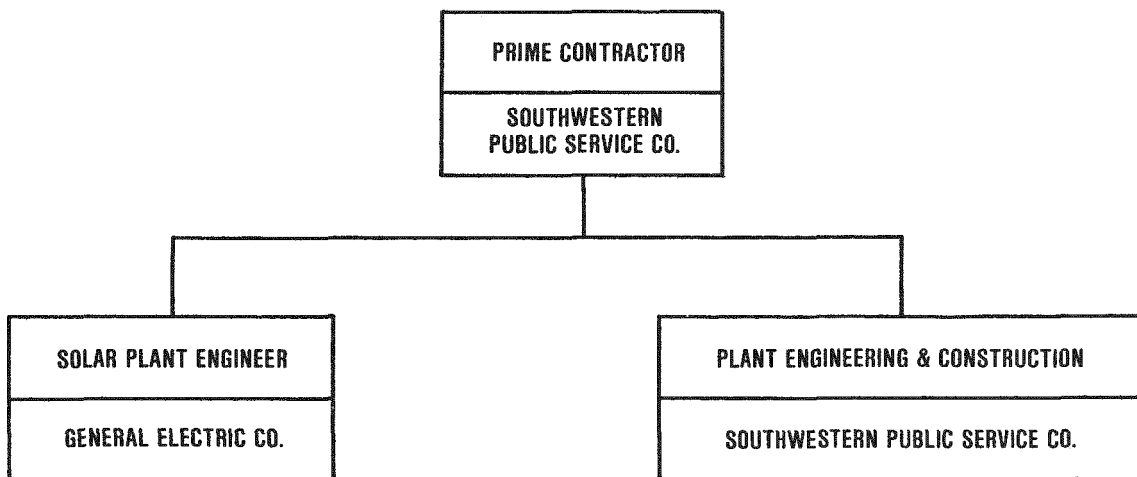 PRIME CONTRACTOR
SOUTHWESTERN
PUBLIC SERVICE CO.
SOLAR PLANT ENGINEER
PLANT ENGINEERING & CONSTRUCTION
GENERAL ELECTRIC CO.
SOUTHWESTERN PUBLIC SERVICE CO.